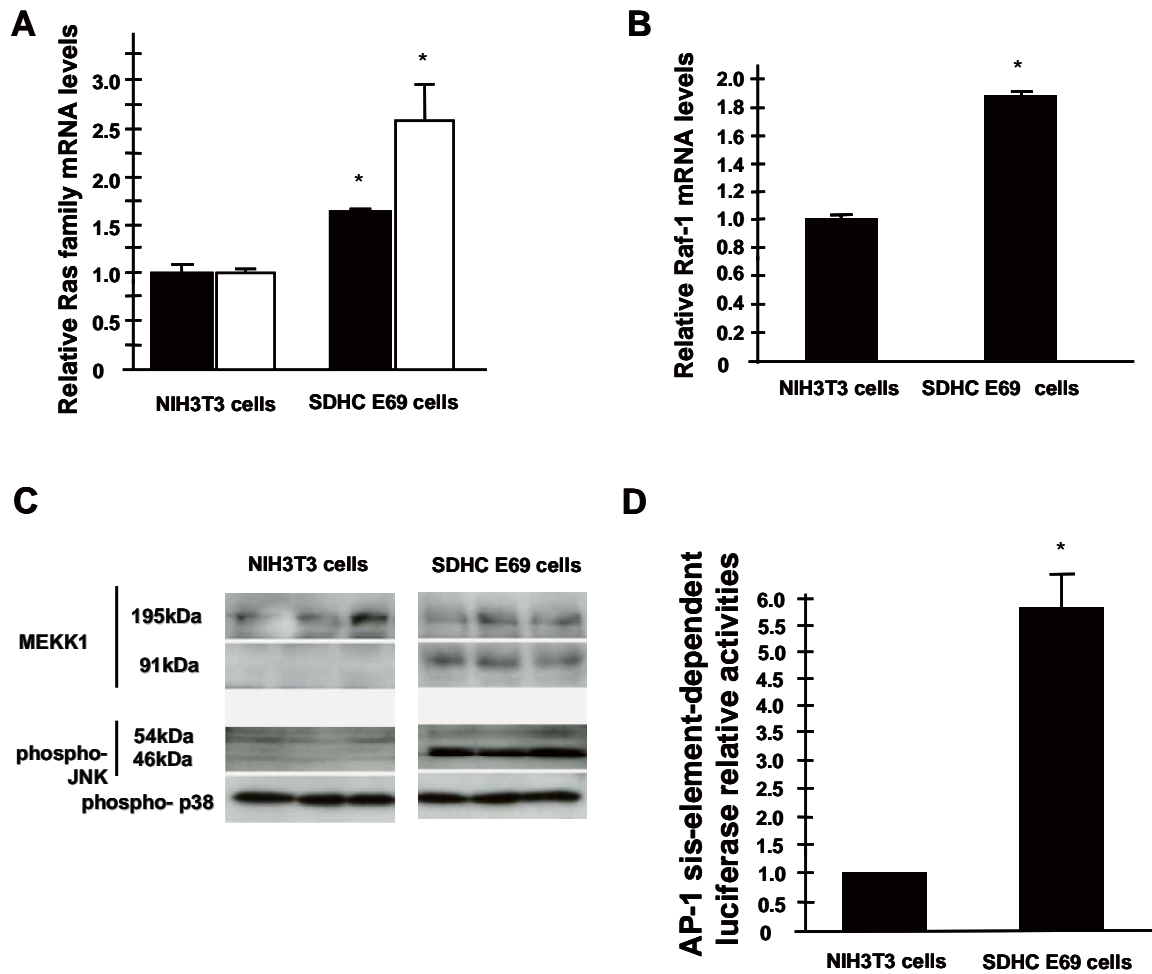 A
Relative Ras family mRNA levels
3.0
2.5
2.0
1.5
1.0
0.5
0
*
*
NIH3T3 cells
SDHC E69 cells
B
Relative Raf-1 mRNA levels
2.0
1.8
1.6
1.4
1.2
1.0
0.8
0.6
0.4
0.2
0
*
NIH3T3 cells
SDHC E69 cells
C
NIH3T3 cells
SDHC E69 cells
MEKK1
195kDa
91kDa
phospho-
JNK
54kDa
46kDa
phospho- p38
D
AP-1 sis-element-dependent
luciferase relative activities
6.0
5.5
5.0
4.5
4.0
3.5
3.0
2.5
2.0
1.5
1.0
0.5
0
*
NIH3T3 cells
SDHC E69 cells